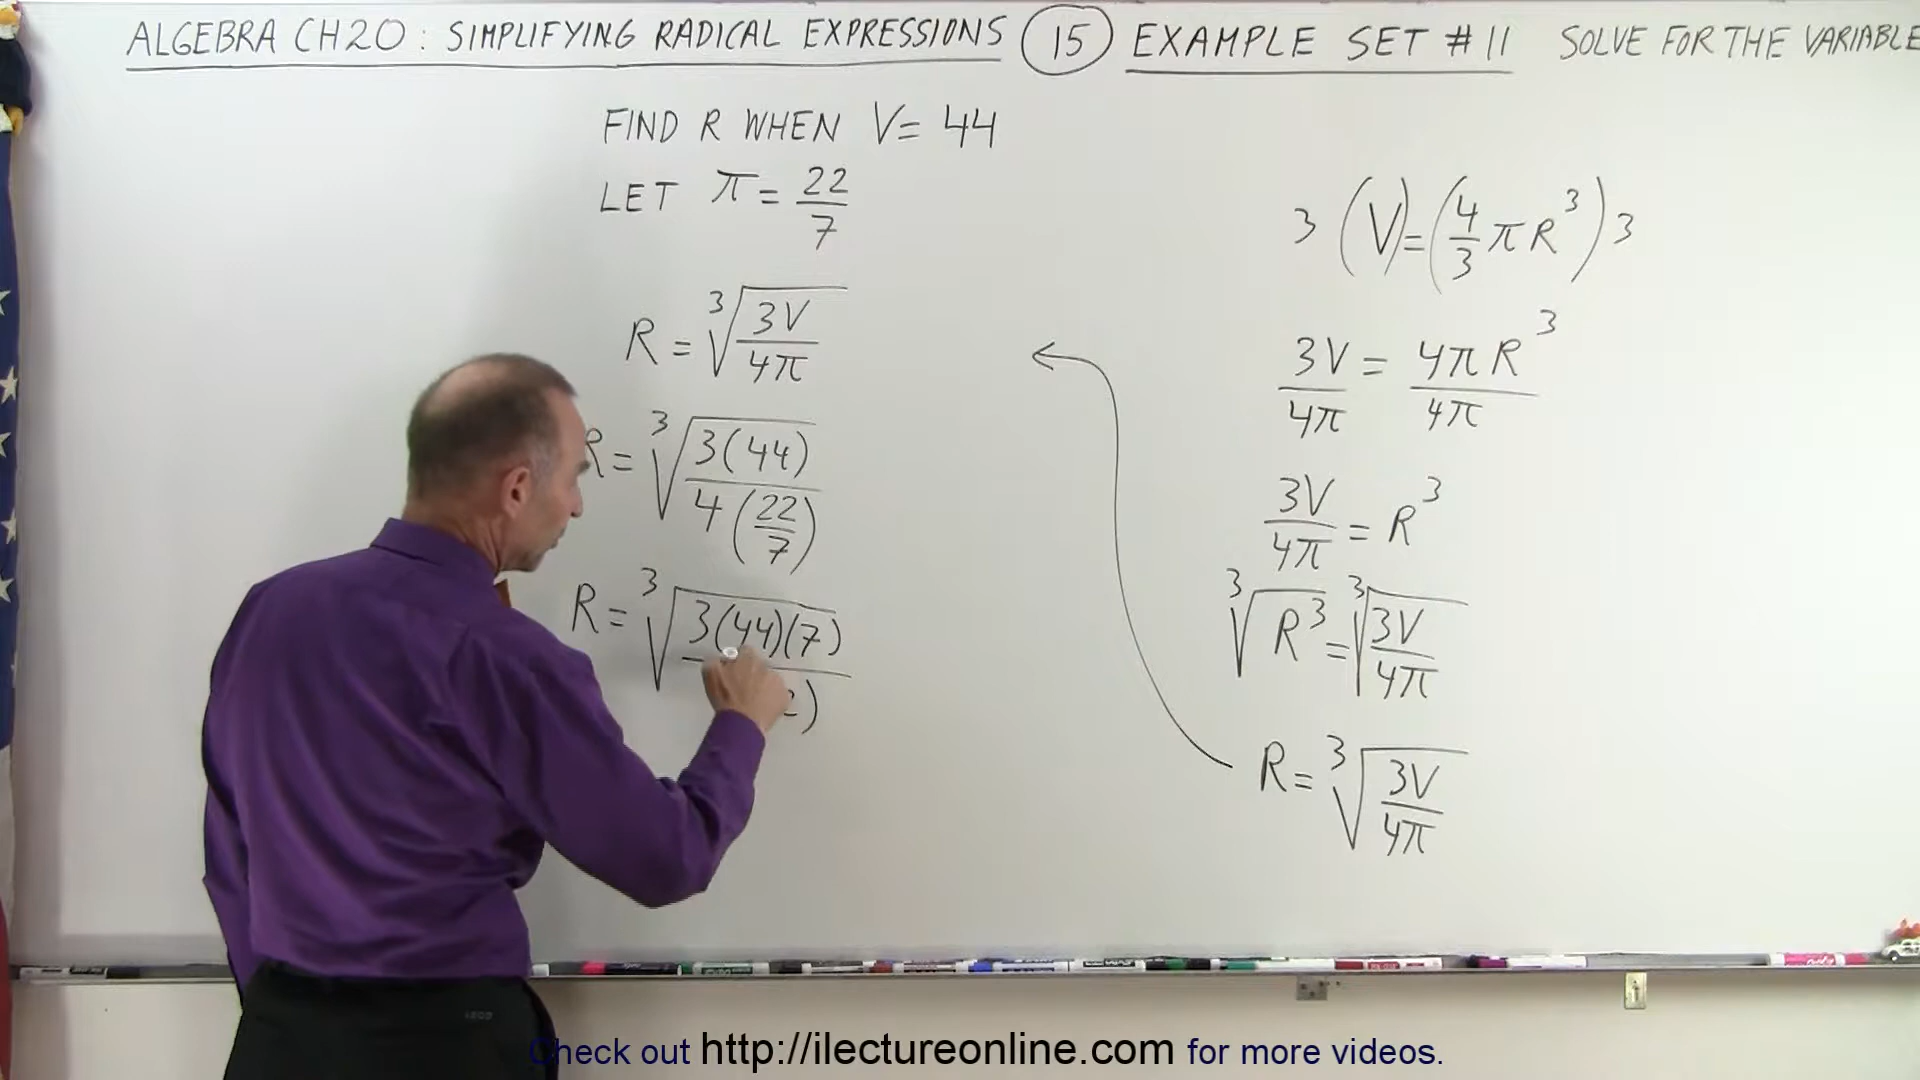 ALGEBRA CH20: SIMPLIFYING RADICAL EXPRESSIONS (15) EXAMPLE SET #11 SOLVE FOR THE VARIABLE
FIND R WHEN V= 44
LET π = 22/7
R = ∛(3V/4π)
R = ∛(3(44)/4(22/7))
R = ∛(3(44)(7)/ 2)
3(V)=(4/3 πR³)3
3V/4π = 4πR³/4π
3V/4π = R³
∛R³ = ∛(3V/4π)
R = ∛(3V/4π)
Check out http://ilectureonline.com for more videos.